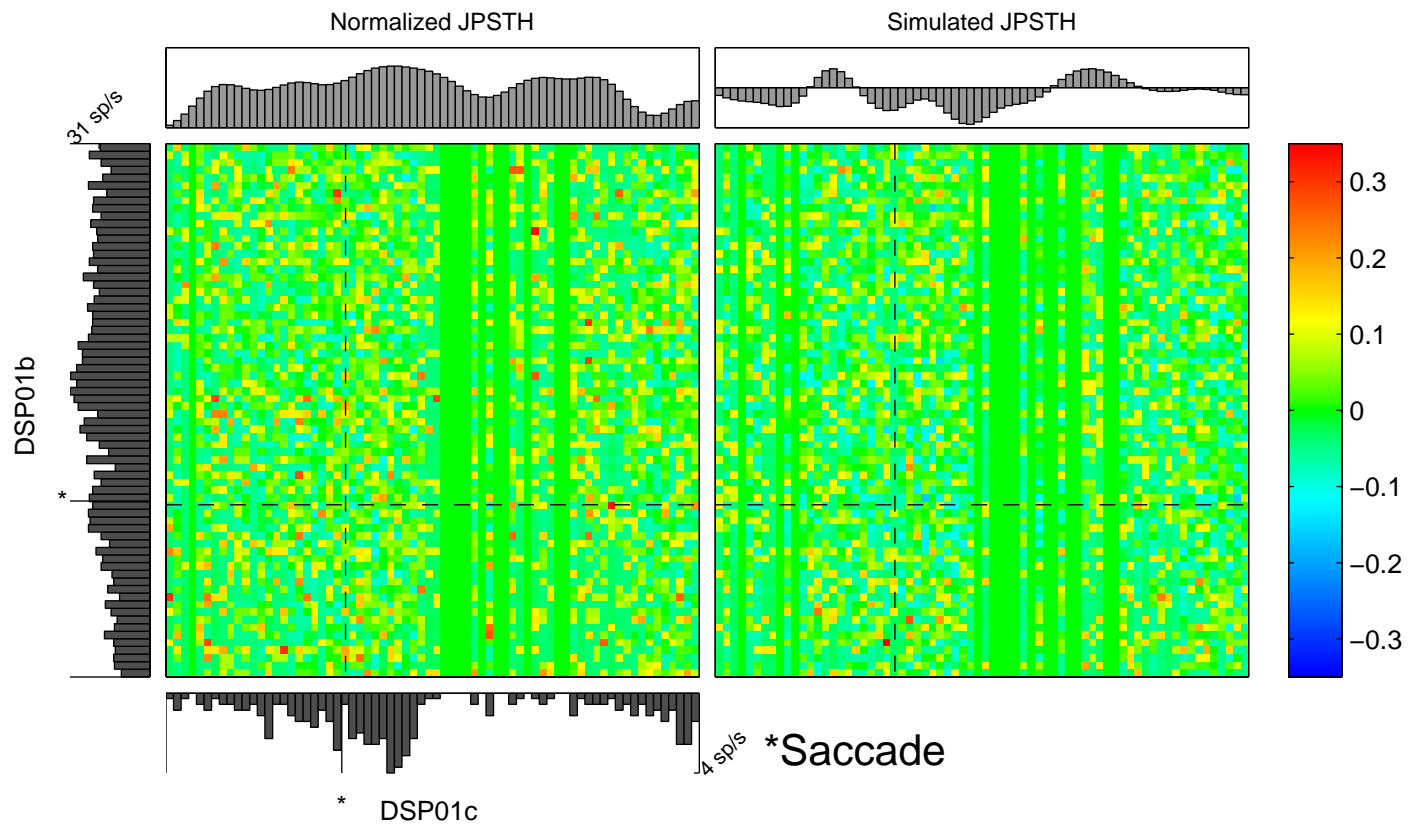 Normalized JPSTH
Simulated JPSTH
31 sp/s
0.3
0.2
0.1
0
−0.1
−0.2
−0.3
DSP01b
*
4 sp/s
*Saccade
*
DSP01c